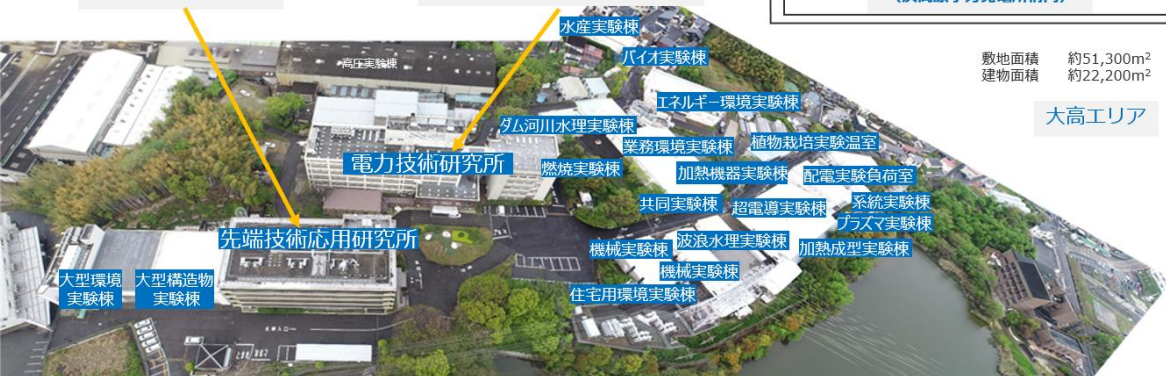 水産実験棟
バイオ実験棟
敷地面積 約51,300m²
建物面積 約22,200m²
高圧実験棟
エネルギー環境実験棟
大高エリア
ダム河川水理実験棟
業務環境実験棟
植物栽培実験温室
電力技術研究所
燃焼実験棟
加熱機器実験棟
配電実験負荷室
共同実験棟
超電導実験棟
系統実験棟
プラズマ実験棟
先端技術応用研究所
機械実験棟
波浪水理実験棟
加熱成型実験棟
大型環境
実験棟
大型構造物
実験棟
機械実験棟
住宅用環境実験棟